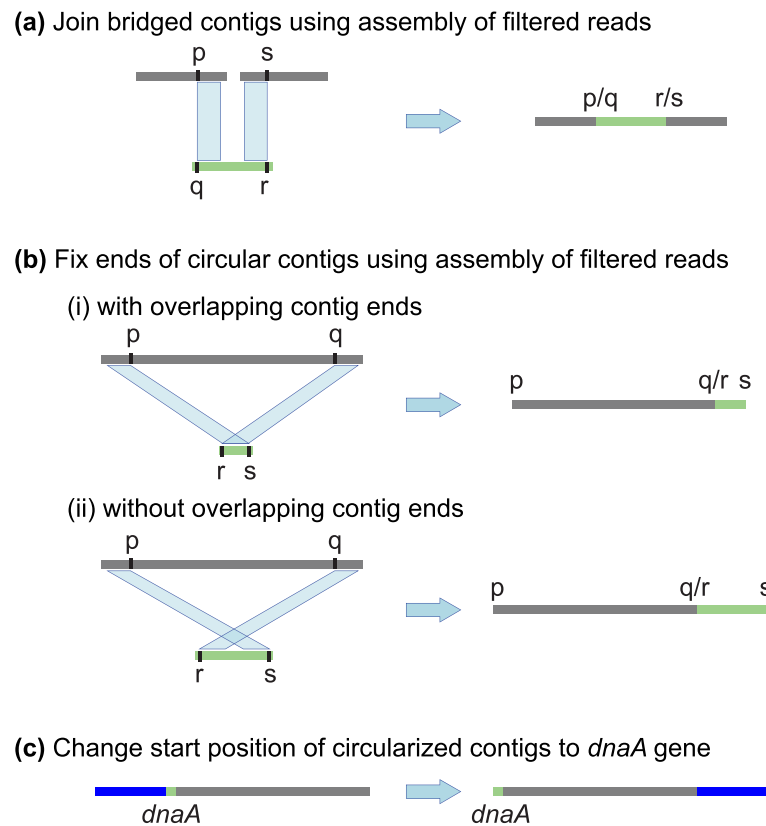 (a) Join bridged contigs using assembly of filtered reads
p s
p/q r/s
q r
(b) Fix ends of circular contigs using assembly of filtered reads
(i) with overlapping contig ends
p q
p q/r s
r s
(ii) without overlapping contig ends
p q
p q/r s
r s
(c) Change start position of circularized contigs to dnaA gene
dnaA dnaA